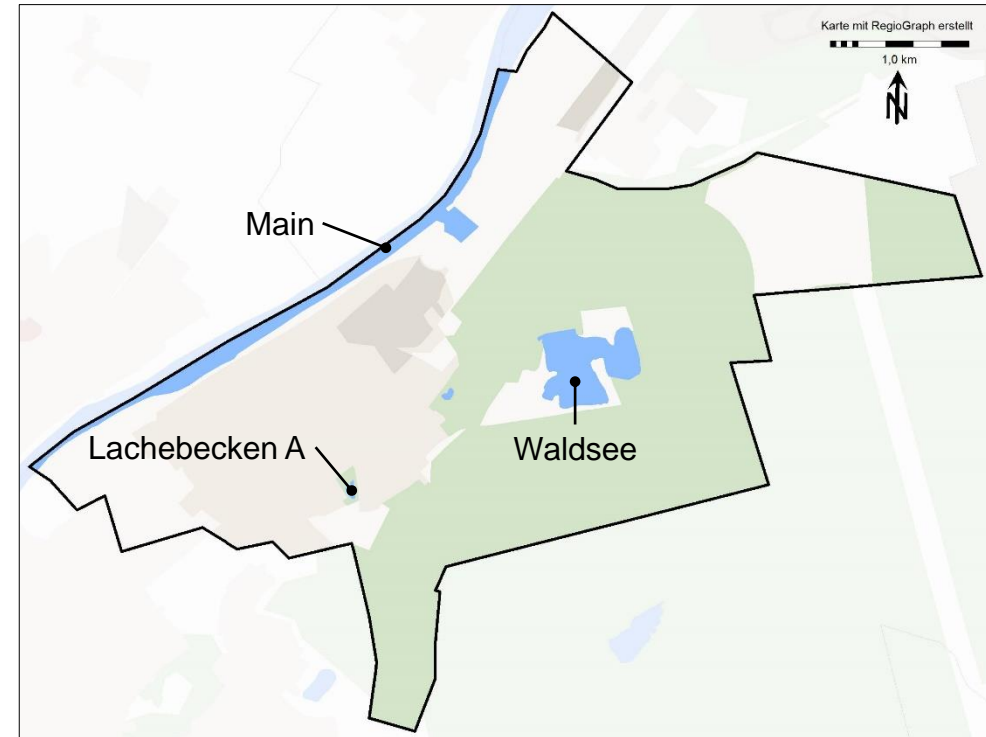 Karte mit RegioGraph erstellt
1,0 km
N
Main
Lachebecken A
Waldsee